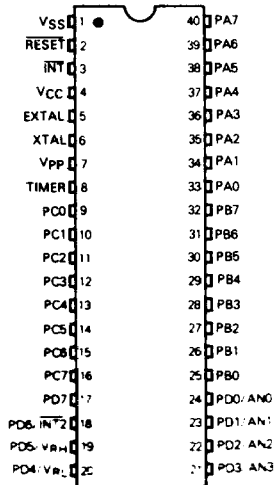 VSS 1 40 PA7
RESET 2 39 PA6
INT 3 38 PA5
VCC 4 37 PA4
EXTAL 5 36 PA3
XTAL 6 35 PA2
VPP 7 34 PA1
TIMER 8 33 PA0
PC0 9 32 PB7
PC1 10 31 PB6
PC2 11 30 PB5
PC3 12 29 PB4
PC4 13 28 PB3
PC5 14 27 PB2
PC6 15 26 PB1
PC7 16 25 PB0
PD7 17 24 PD0/AN0
PD6/INT2 18 23 PD1/AN1
PD5/VRH 19 22 PD2/AN2
PD4/VRL 20 21 PD3/AN3